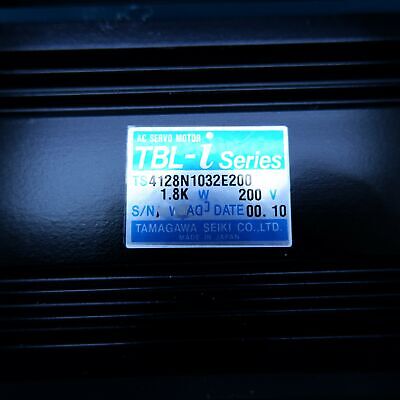 AC SERVO MOTOR
TBL-i Series
TS4128N1032E200
1.8K W 200 V
S/N DATE 00. 10
TAMAGAWA SEIKI CO.,LTD.
MADE IN JAPAN